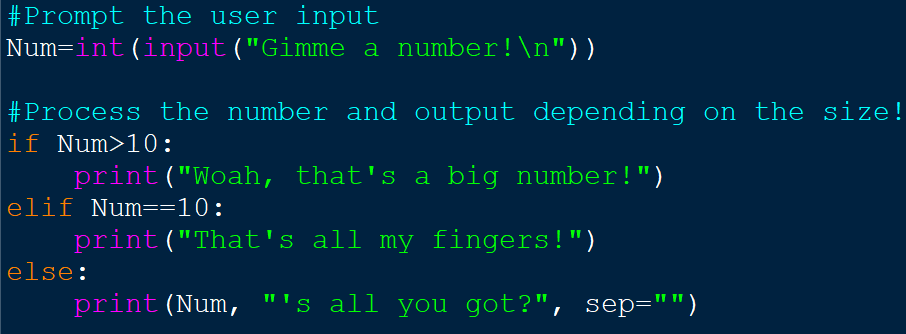 #Prompt the user input
Num=int(input("Gimme a number!\n"))

#Process the number and output depending on the size!
if Num>10:
    print("Woah, that's a big number!")
elif Num==10:
    print("That's all my fingers!")
else:
    print(Num, "'s all you got?", sep="")